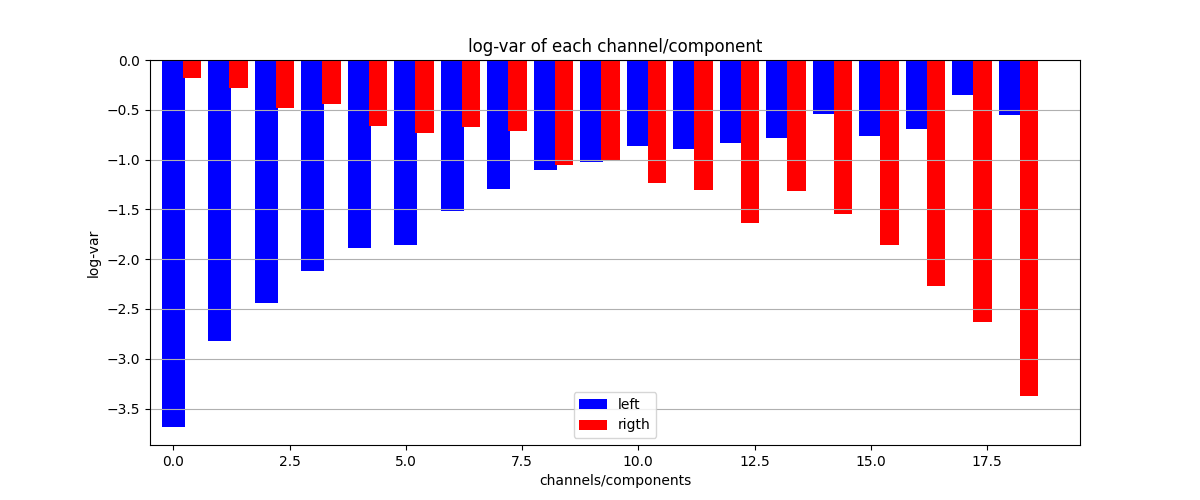 log-var of each channel/component
0.0
−0.5
−1.0
−1.5
−2.0
−2.5
−3.0
−3.5
log-var
left
rigth
0.0 2.5 5.0 7.5 10.0 12.5 15.0 17.5
channels/components